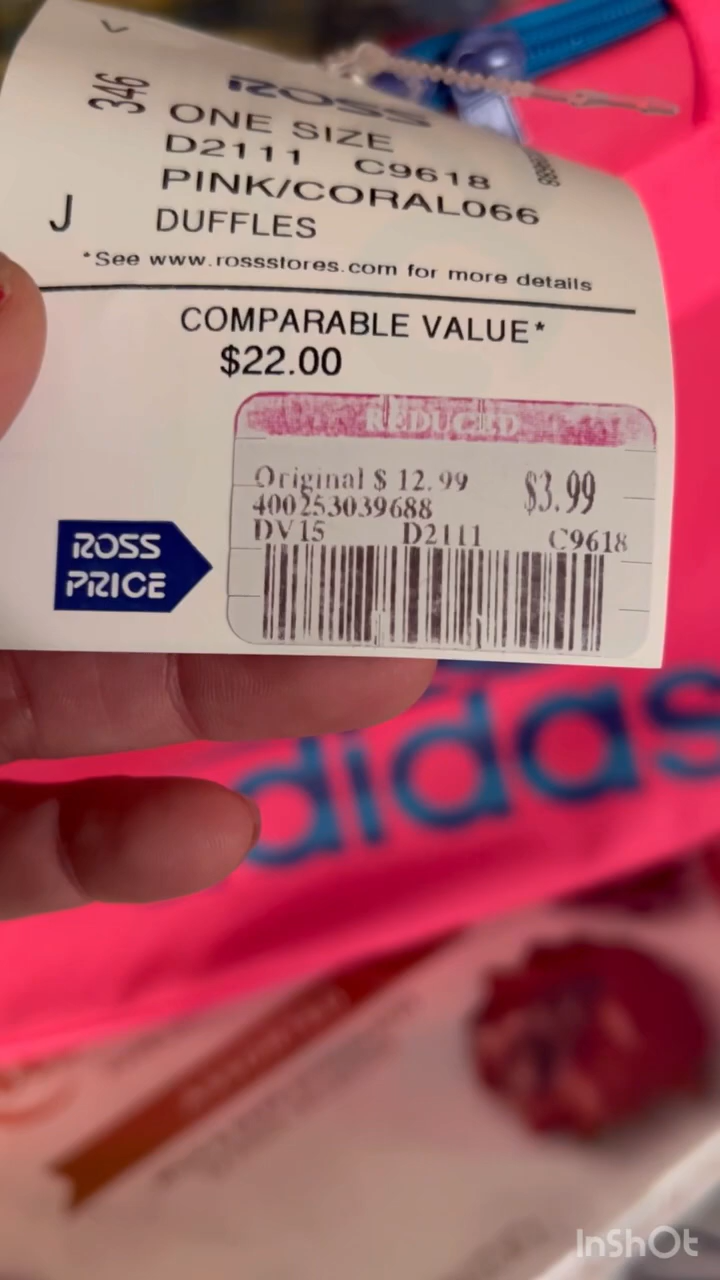 346
ROSS
ONE SIZE
D2111 C9618
PINK/CORAL066
J DUFFLES
*See www.rossstores.com for more details
COMPARABLE VALUE*
$22.00
REDUCED
Original $ 12.99 $3.99
400253039688
DV15 D2111 C9618
ROSS
PRICE
didas
InShOt